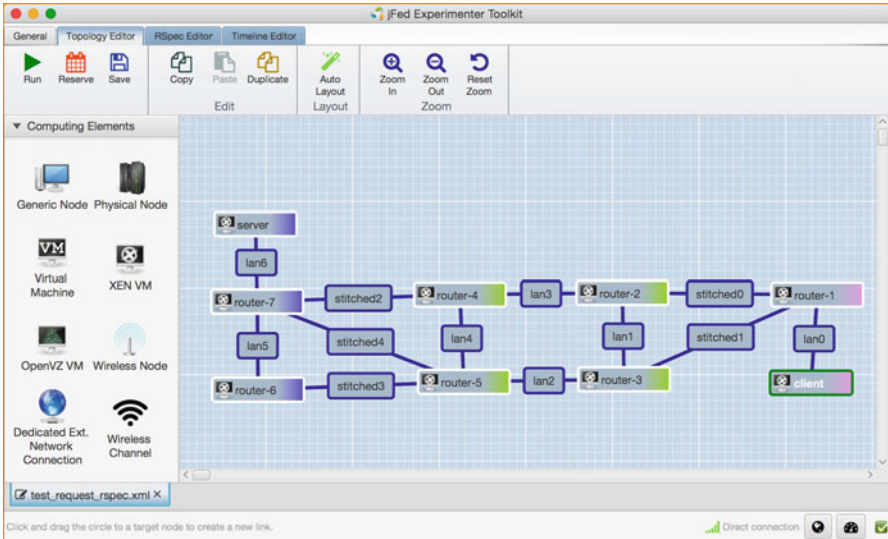 jFed Experimenter Toolkit
General Topology Editor RSpec Editor Timeline Editor
Run Reserve Save Copy Paste Duplicate Auto Layout Zoom In Zoom Out Reset Zoom
Edit Layout Zoom
Computing Elements
Generic Node Physical Node
VM
Virtual Machine XEN VM
OpenVZ VM Wireless Node
Dedicated Ext. Network Connection Wireless Channel
server
lan6
router-7 stitched2 router-4 lan3 router-2 stitched0 router-1
lan5 stitched4 lan4 lan1 stitched1 lan0
router-6 stitched3 router-5 lan2 router-3 client
test_request_rspec.xml
Click and drag the circle to a target node to create a new link. Direct connection